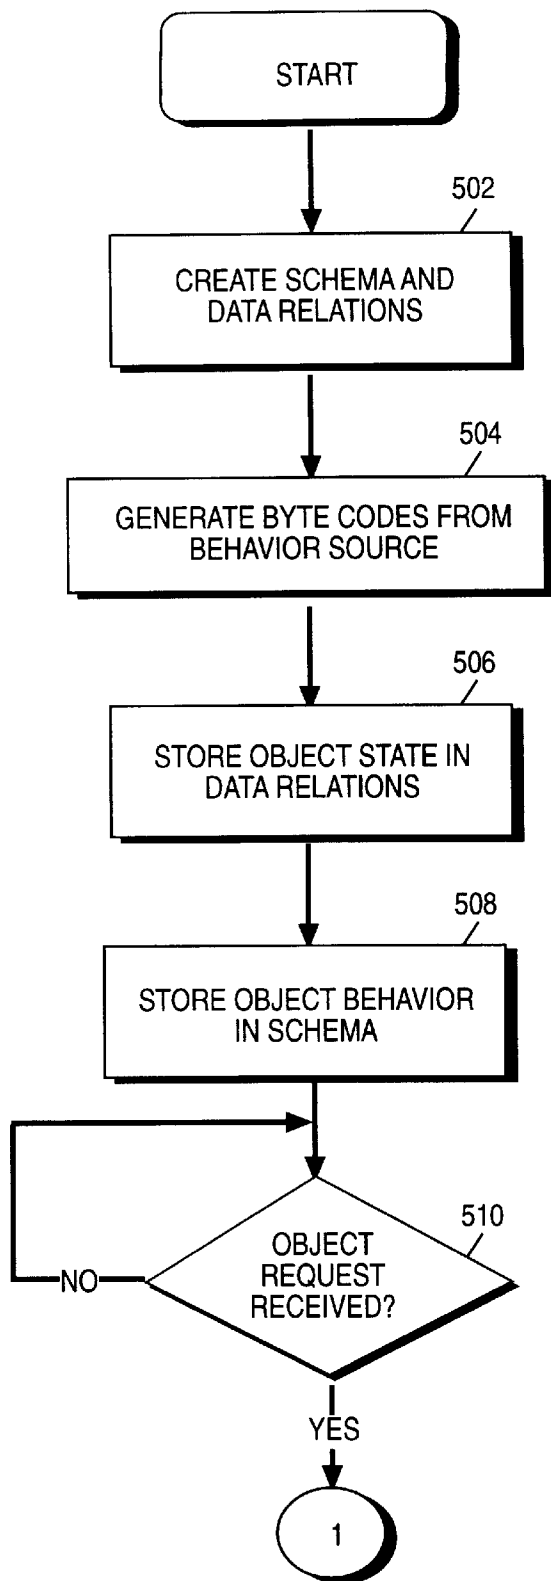 START
502
CREATE SCHEMA AND
DATA RELATIONS
504
GENERATE BYTE CODES FROM
BEHAVIOR SOURCE
506
STORE OBJECT STATE IN
DATA RELATIONS
508
STORE OBJECT BEHAVIOR
IN SCHEMA
510
OBJECT
REQUEST
RECEIVED?
NO
YES
1